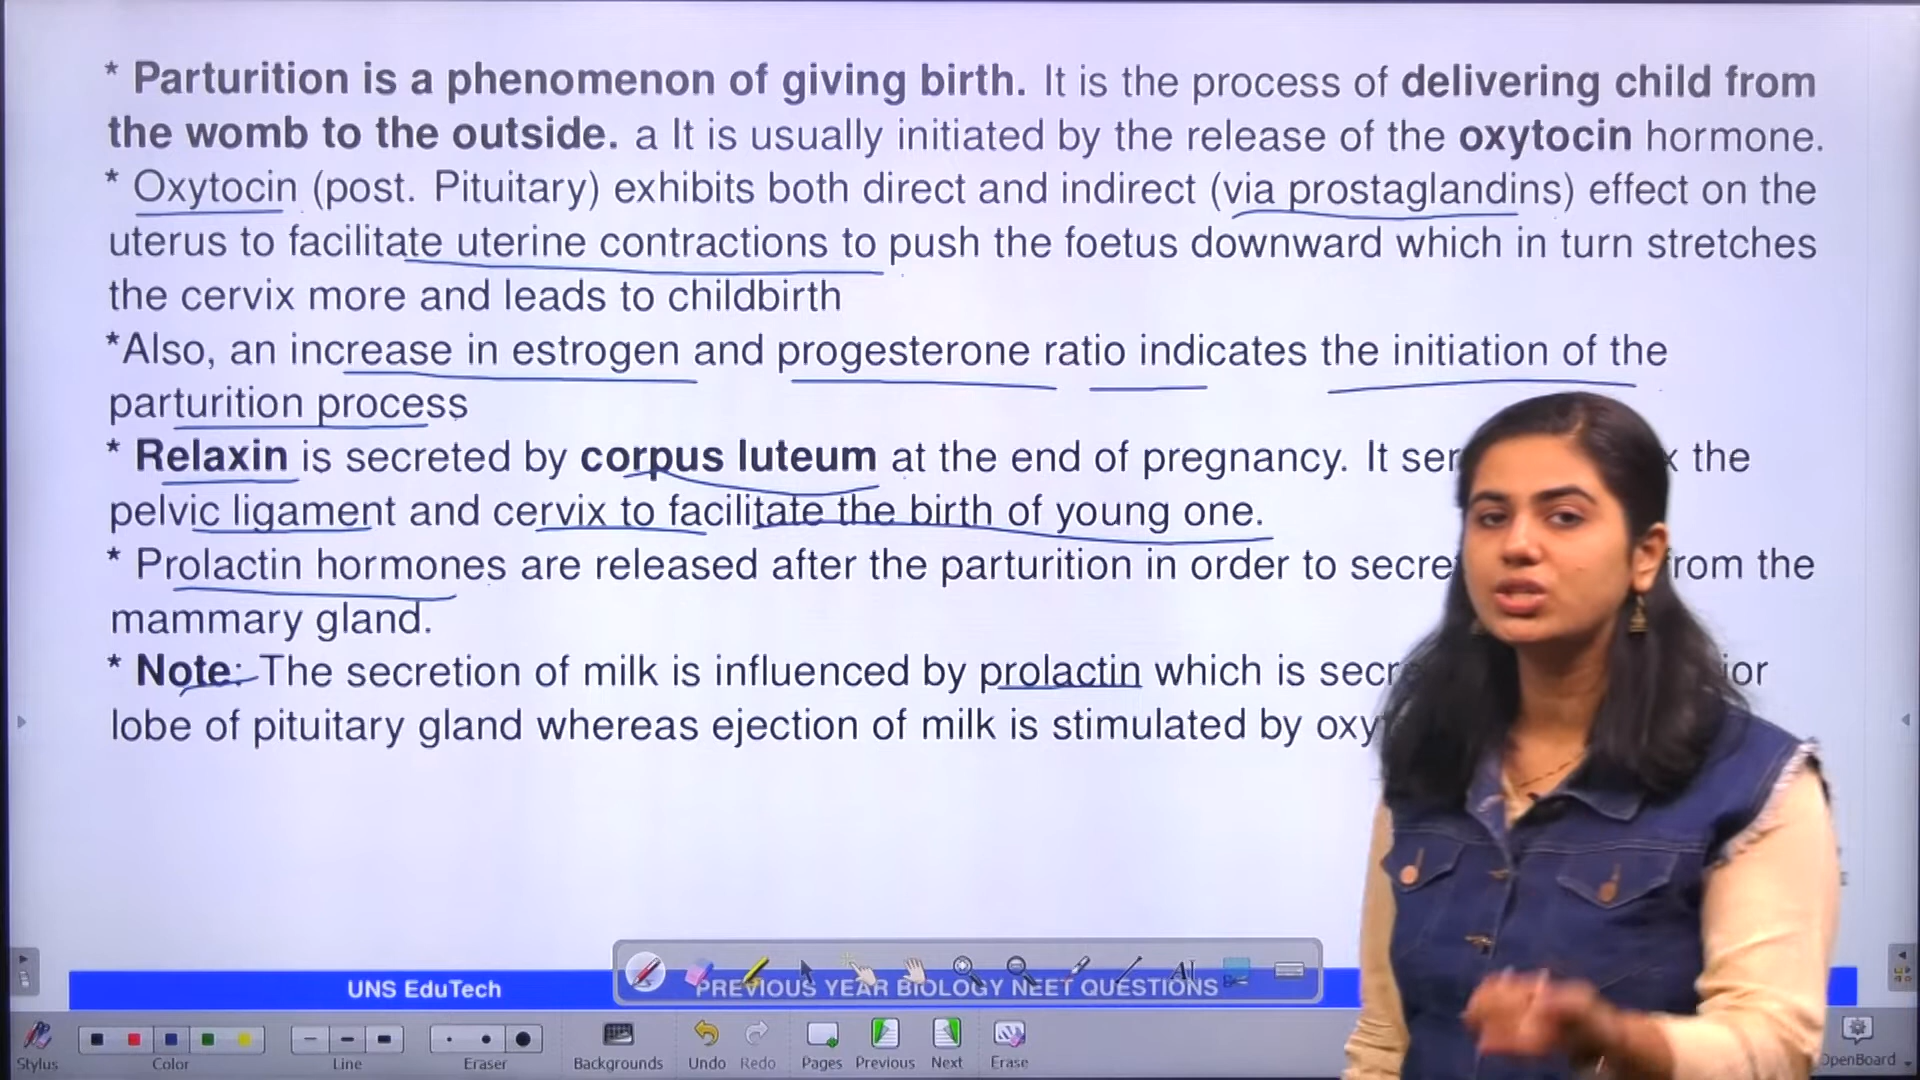 * Parturition is a phenomenon of giving birth. It is the process of delivering child from
the womb to the outside. a It is usually initiated by the release of the oxytocin hormone.
* Oxytocin (post. Pituitary) exhibits both direct and indirect (via prostaglandins) effect on the
uterus to facilitate uterine contractions to push the foetus downward which in turn stretches
the cervix more and leads to childbirth
*Also, an increase in estrogen and progesterone ratio indicates the initiation of the
parturition process
* Relaxin is secreted by corpus luteum at the end of pregnancy. It the
pelvic ligament and cervix to facilitate the birth of young one.
* Prolactin hormones are released after the parturition in order to from the
mammary gland.
* Note: The secretion of milk is influenced by prolactin which is
lobe of pituitary gland whereas ejection of milk is stimulated by
UNS EduTech
PREVIOUS YEAR BIOLOGY NEET QUESTIONS
Stylus Color Line Eraser Backgrounds Undo Redo Pages Previous Next Erase OpenBoard